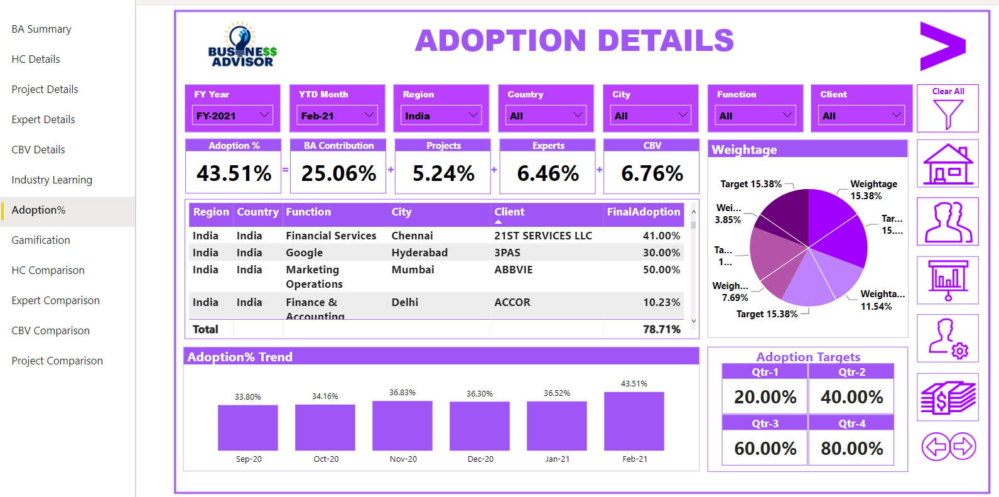 BA Summary
HC Details
Project Details
Expert Details
CBV Details
Industry Learning
Adoption%
Gamification
HC Comparison
Expert Comparison
CBV Comparison
Project Comparison
BUSINE$$
ADVISOR
ADOPTION DETAILS
>
FY Year
FY-2021
YTD Month
Feb-21
Region
India
Country
All
City
All
Function
All
Client
All
Clear All
Adoption %
43.51%
=
BA Contribution
25.06%
+
Projects
5.24%
+
Experts
6.46%
+
CBV
6.76%
Region Country Function City Client FinalAdoption
India India Financial Services Chennai 21ST SERVICES LLC 41.00%
India India Google Hyderabad 3PAS 30.00%
India India Marketing Mumbai ABBVIE 50.00%
Operations
India India Finance & Delhi ACCOR 10.23%
Accounting
Total 78.71%
Weightage
Target 15.38%
Weightage
15.38%
Wei...
3.85%
Tar...
15....
Ta...
1...
Weigh...
7.69%
Weighta...
11.54%
Target 15.38%
Adoption% Trend
33.80%
34.16%
36.83%
36.30%
36.52%
43.51%
Sep-20
Oct-20
Nov-20
Dec-20
Jan-21
Feb-21
Adoption Targets
Qtr-1
20.00%
Qtr-2
40.00%
Qtr-3
60.00%
Qtr-4
80.00%
$